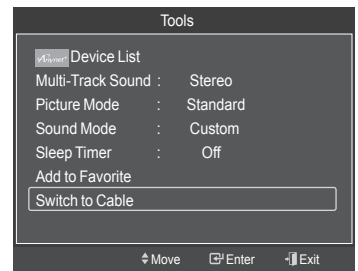 Tools
Anynet+ Device List
Multi-Track Sound : Stereo
Picture Mode : Standard
Sound Mode : Custom
Sleep Timer : Off
Add to Favorite
Switch to Cable
Move Enter Exit